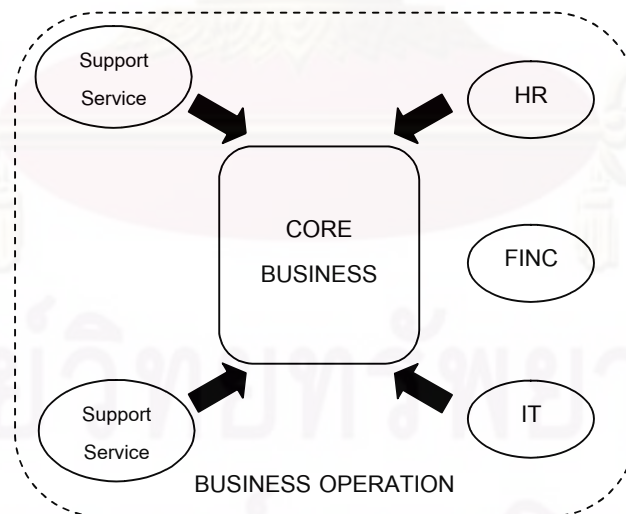 Support
Service
HR
CORE
BUSINESS
FINC
Support
Service
IT
BUSINESS OPERATION